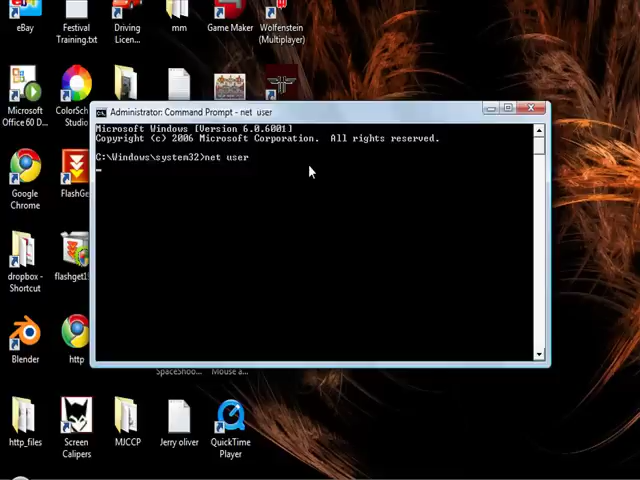 eBay
Festival
Training.txt
Driving
Licen...
mm
Game Maker
Wolfenstein
(Multiplayer)
Microsoft
Office 60 D...
ColorSch
Studio
Administrator: Command Prompt - net user
Microsoft Windows [Version 6.0.6001]
Copyright (c) 2006 Microsoft Corporation. All rights reserved.
C:\Windows\system32>net user
Google
Chrome
FlashGe
dropbox -
Shortcut
flashget1
Blender
http
SpaceShoo...
Mouse a...
http_files
Screen
Calipers
MJCCP
Jerry oliver
QuickTime
Player